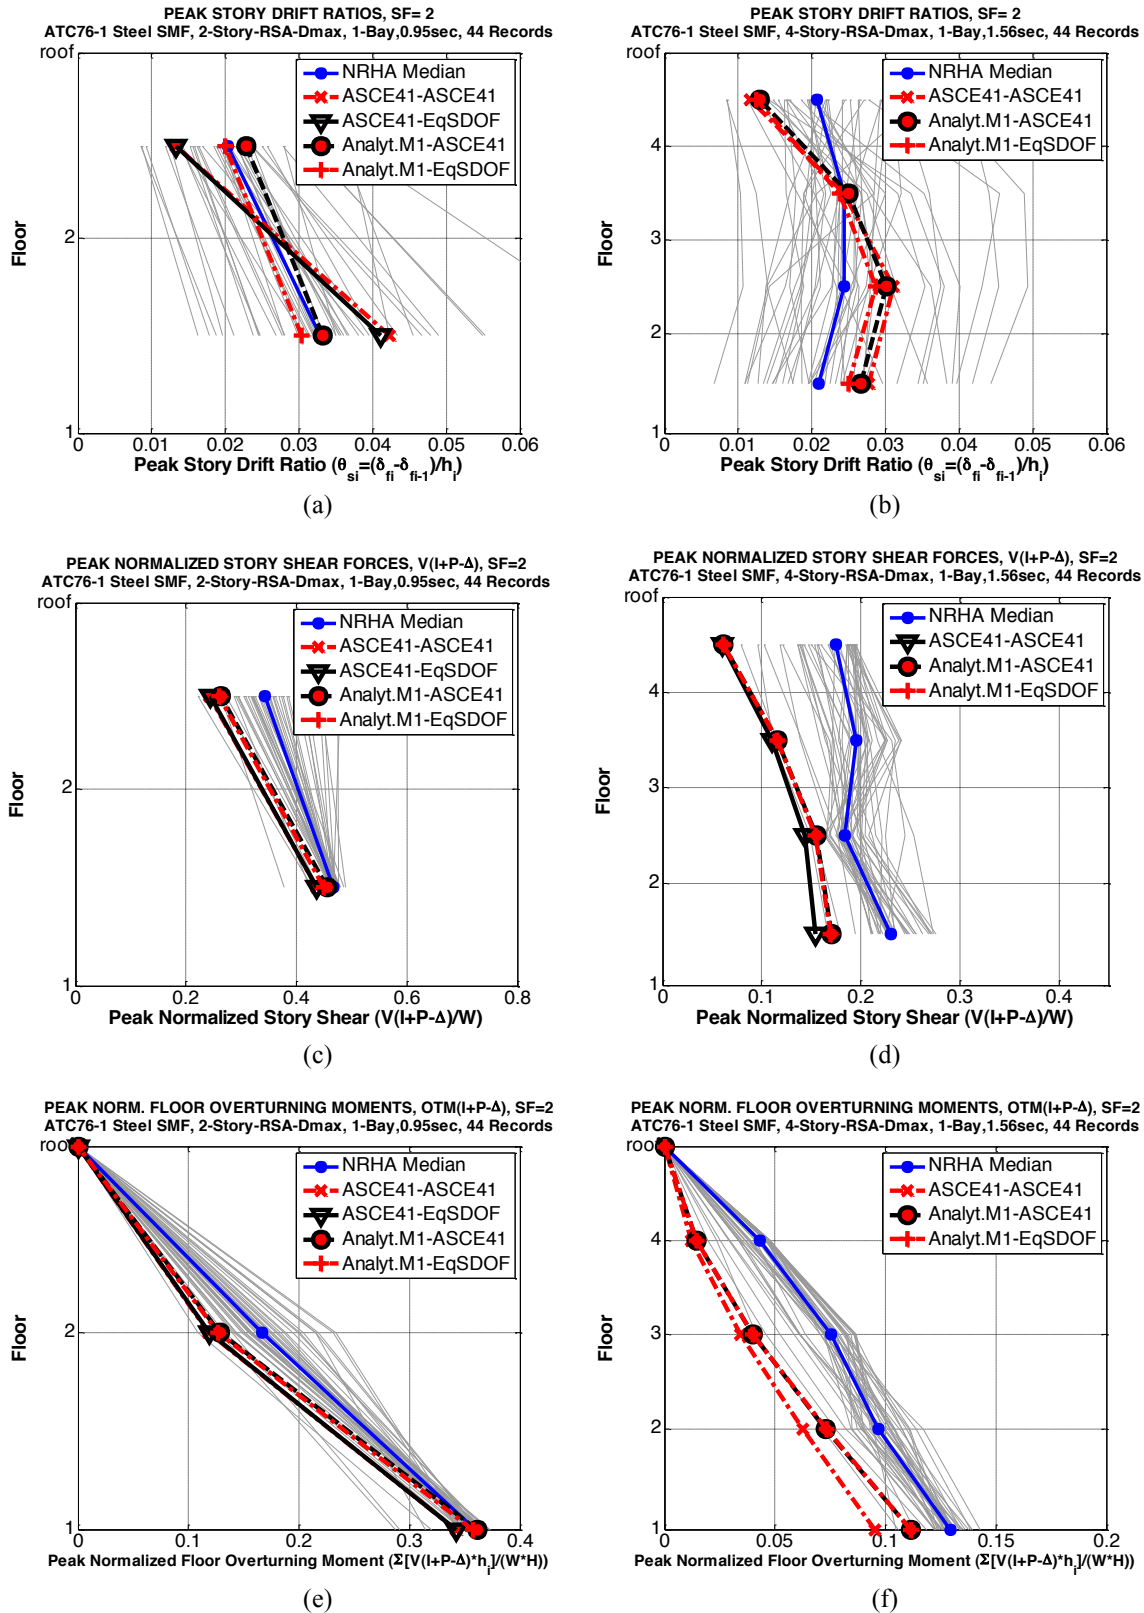 PEAK STORY DRIFT RATIOS, SF= 2
ATC76-1 Steel SMF, 2-Story-RSA-Dmax, 1-Bay,0.95sec, 44 Records
roof
2
1
Floor
NRHA Median
ASCE41-ASCE41
ASCE41-EqSDOF
Analyt.M1-ASCE41
Analyt.M1-EqSDOF
0 0.01 0.02 0.03 0.04 0.05 0.06
Peak Story Drift Ratio (θsi=(δfi-δfi-1)/hi)
(a)
PEAK STORY DRIFT RATIOS, SF= 2
ATC76-1 Steel SMF, 4-Story-RSA-Dmax, 1-Bay,1.56sec, 44 Records
roof
4
3
2
1
Floor
NRHA Median
ASCE41-ASCE41
Analyt.M1-ASCE41
Analyt.M1-EqSDOF
0 0.01 0.02 0.03 0.04 0.05 0.06
Peak Story Drift Ratio (θsi=(δfi-δfi-1)/hi)
(b)
PEAK NORMALIZED STORY SHEAR FORCES, V(I+P-Δ), SF=2
ATC76-1 Steel SMF, 2-Story-RSA-Dmax, 1-Bay,0.95sec, 44 Records
roof
2
1
Floor
NRHA Median
ASCE41-ASCE41
ASCE41-EqSDOF
Analyt.M1-ASCE41
Analyt.M1-EqSDOF
0 0.2 0.4 0.6 0.8
Peak Normalized Story Shear (V(I+P-Δ)/W)
(c)
PEAK NORMALIZED STORY SHEAR FORCES, V(I+P-Δ), SF=2
ATC76-1 Steel SMF, 4-Story-RSA-Dmax, 1-Bay,1.56sec, 44 Records
roof
4
3
2
1
Floor
NRHA Median
ASCE41-ASCE41
Analyt.M1-ASCE41
Analyt.M1-EqSDOF
0 0.1 0.2 0.3 0.4
Peak Normalized Story Shear (V(I+P-Δ)/W)
(d)
PEAK NORM. FLOOR OVERTURNING MOMENTS, OTM(I+P-Δ), SF=2
ATC76-1 Steel SMF, 2-Story-RSA-Dmax, 1-Bay,0.95sec, 44 Records
roof
2
1
Floor
NRHA Median
ASCE41-ASCE41
ASCE41-EqSDOF
Analyt.M1-ASCE41
Analyt.M1-EqSDOF
0 0.1 0.2 0.3 0.4
Peak Normalized Floor Overturning Moment (Σ[V(I+P-Δ)*hi]/(W*H))
(e)
PEAK NORM. FLOOR OVERTURNING MOMENTS, OTM(I+P-Δ), SF=2
ATC76-1 Steel SMF, 4-Story-RSA-Dmax, 1-Bay,1.56sec, 44 Records
roof
4
3
2
1
Floor
NRHA Median
ASCE41-ASCE41
Analyt.M1-ASCE41
Analyt.M1-EqSDOF
0 0.05 0.1 0.15 0.2
Peak Normalized Floor Overturning Moment (Σ[V(I+P-Δ)*hi]/(W*H))
(f)